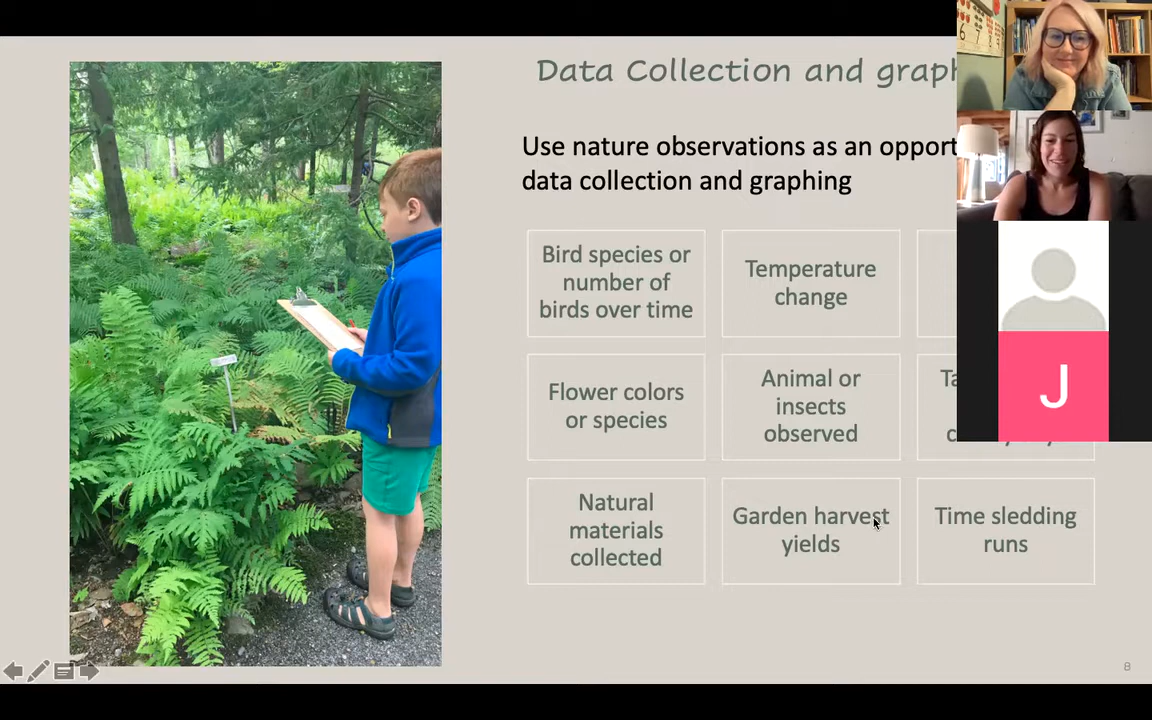 Data Collection and
Use nature observations as an
data collection and graphing
Bird species or
number of
birds over time
Temperature
change
Flower colors
or species
Animal or
insects
observed
Natural
materials
collected
Garden harvest
yields
Time sledding
runs
6
7
J
8